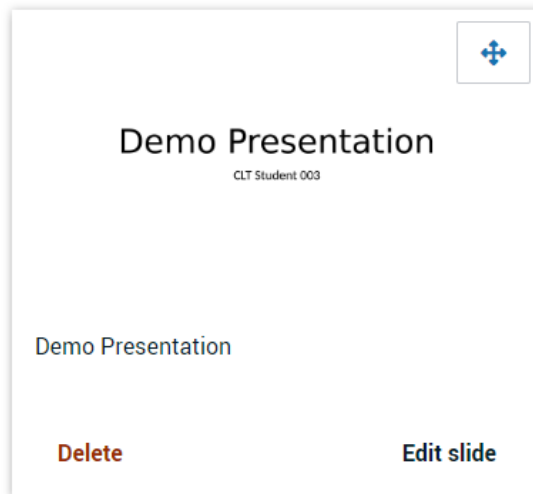 Demo Presentation
CLT Student 003
Demo Presentation
Delete
Edit slide